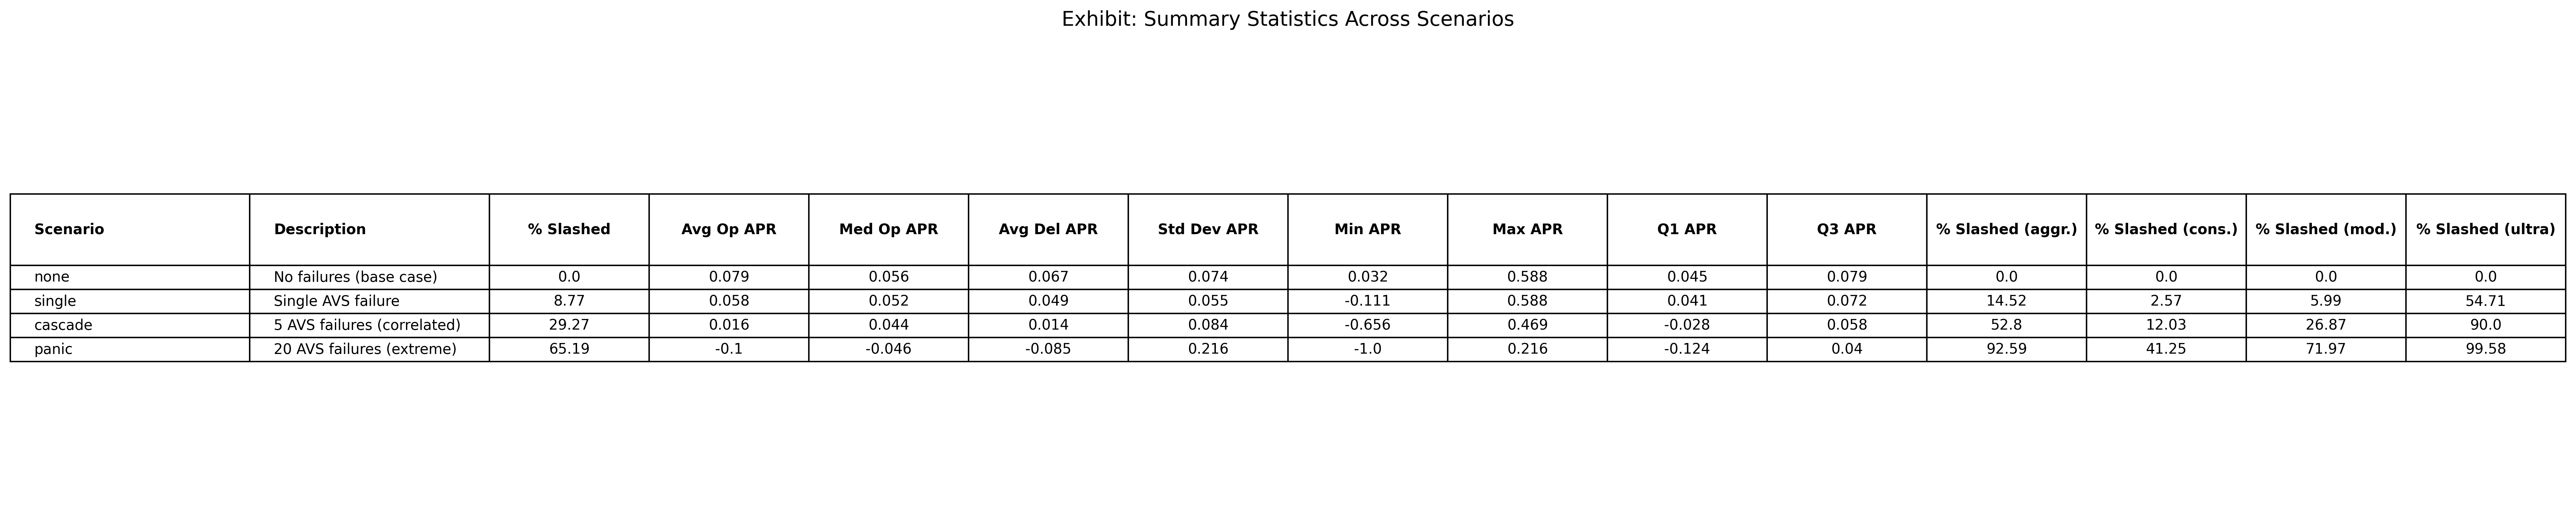 Exhibit: Summary Statistics Across Scenarios
Scenario Description % Slashed Avg Op APR Med Op APR Avg Del APR Std Dev APR Min APR Max APR Q1 APR Q3 APR % Slashed (aggr.) % Slashed (cons.) % Slashed (mod.) % Slashed (ultra)
none No failures (base case) 0.0 0.079 0.056 0.067 0.074 0.032 0.588 0.045 0.079 0.0 0.0 0.0 0.0
single Single AVS failure 8.77 0.058 0.052 0.049 0.055 -0.111 0.588 0.041 0.072 14.52 2.57 5.99 54.71
cascade 5 AVS failures (correlated) 29.27 0.016 0.044 0.014 0.084 -0.656 0.469 -0.028 0.058 52.8 12.03 26.87 90.0
panic 20 AVS failures (extreme) 65.19 -0.1 -0.046 -0.085 0.216 -1.0 0.216 -0.124 0.04 92.59 41.25 71.97 99.58